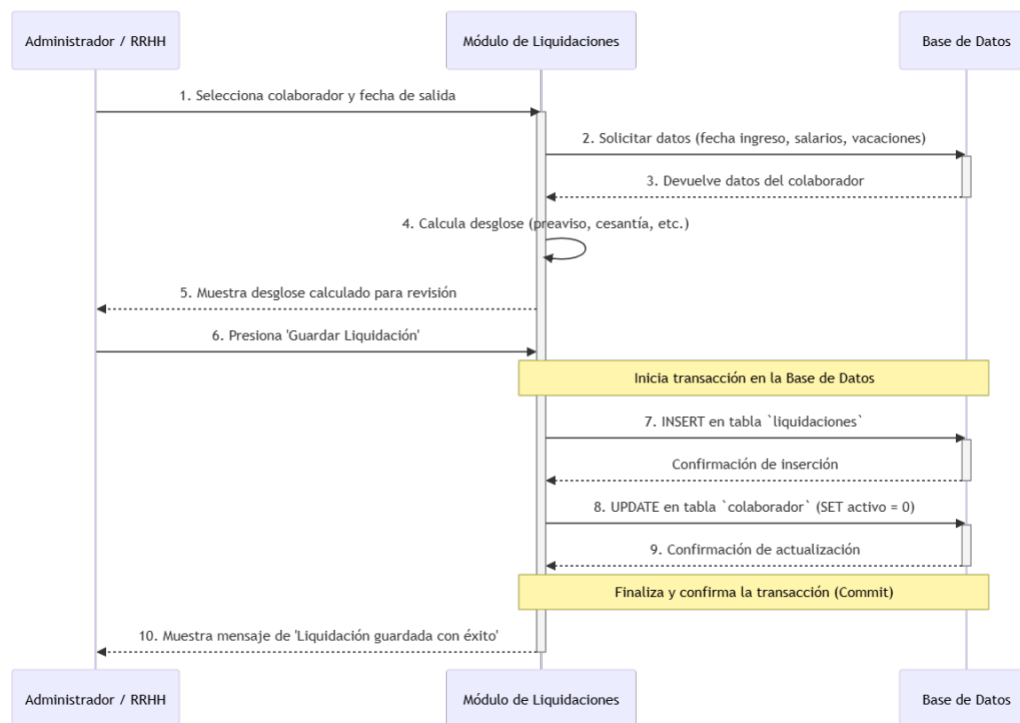 Administrador / RRHH
Módulo de Liquidaciones
Base de Datos
1. Selecciona colaborador y fecha de salida
2. Solicitar datos (fecha ingreso, salarios, vacaciones)
3. Devuelve datos del colaborador
4. Calcula desglose (preaviso, cesantía, etc.)
5. Muestra desglose calculado para revisión
6. Presiona 'Guardar Liquidación'
Inicia transacción en la Base de Datos
7. INSERT en tabla `liquidaciones`
Confirmación de inserción
8. UPDATE en tabla `colaborador` (SET activo = 0)
9. Confirmación de actualización
Finaliza y confirma la transacción (Commit)
10. Muestra mensaje de 'Liquidación guardada con éxito'
Administrador / RRHH
Módulo de Liquidaciones
Base de Datos